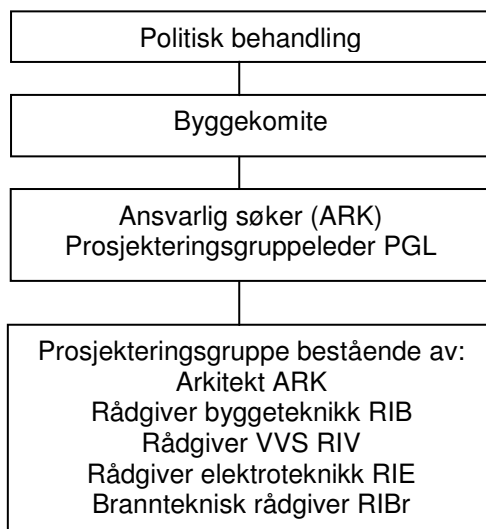 Politisk behandling
Byggekomite
Ansvarlig søker (ARK)
Prosjekteringsgruppeleder PGL
Prosjekteringsgruppe bestående av:
Arkitekt ARK
Rådgiver byggeteknikk RIB
Rådgiver VVS RIV
Rådgiver elektroteknikk RIE
Brannteknisk rådgiver RIBr